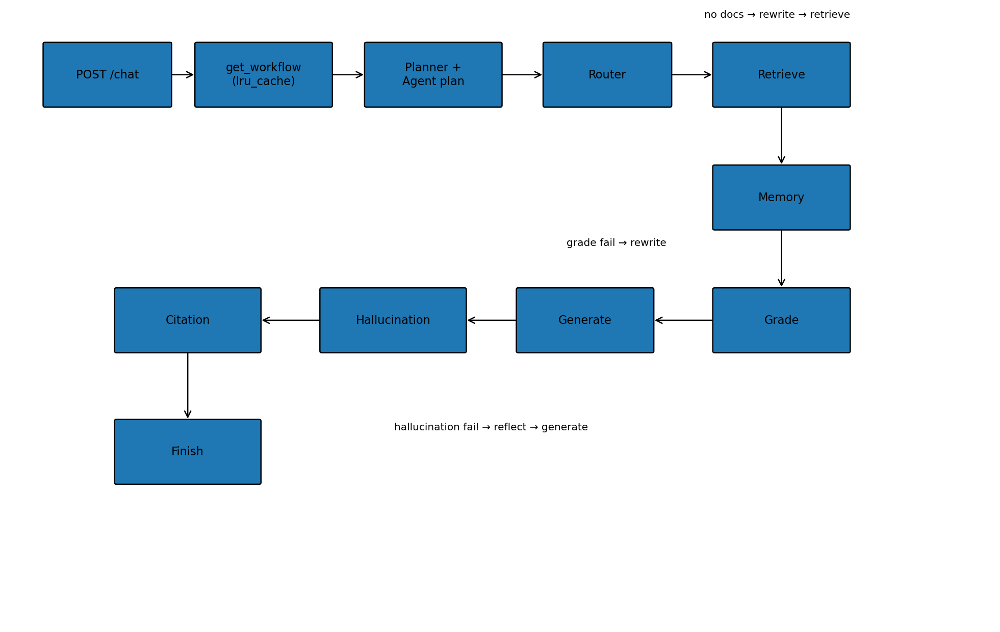 no docs → rewrite → retrieve
POST /chat
get_workflow
(lru_cache)
Planner +
Agent plan
Router
Retrieve
Memory
grade fail → rewrite
Citation
Hallucination
Generate
Grade
hallucination fail → reflect → generate
Finish